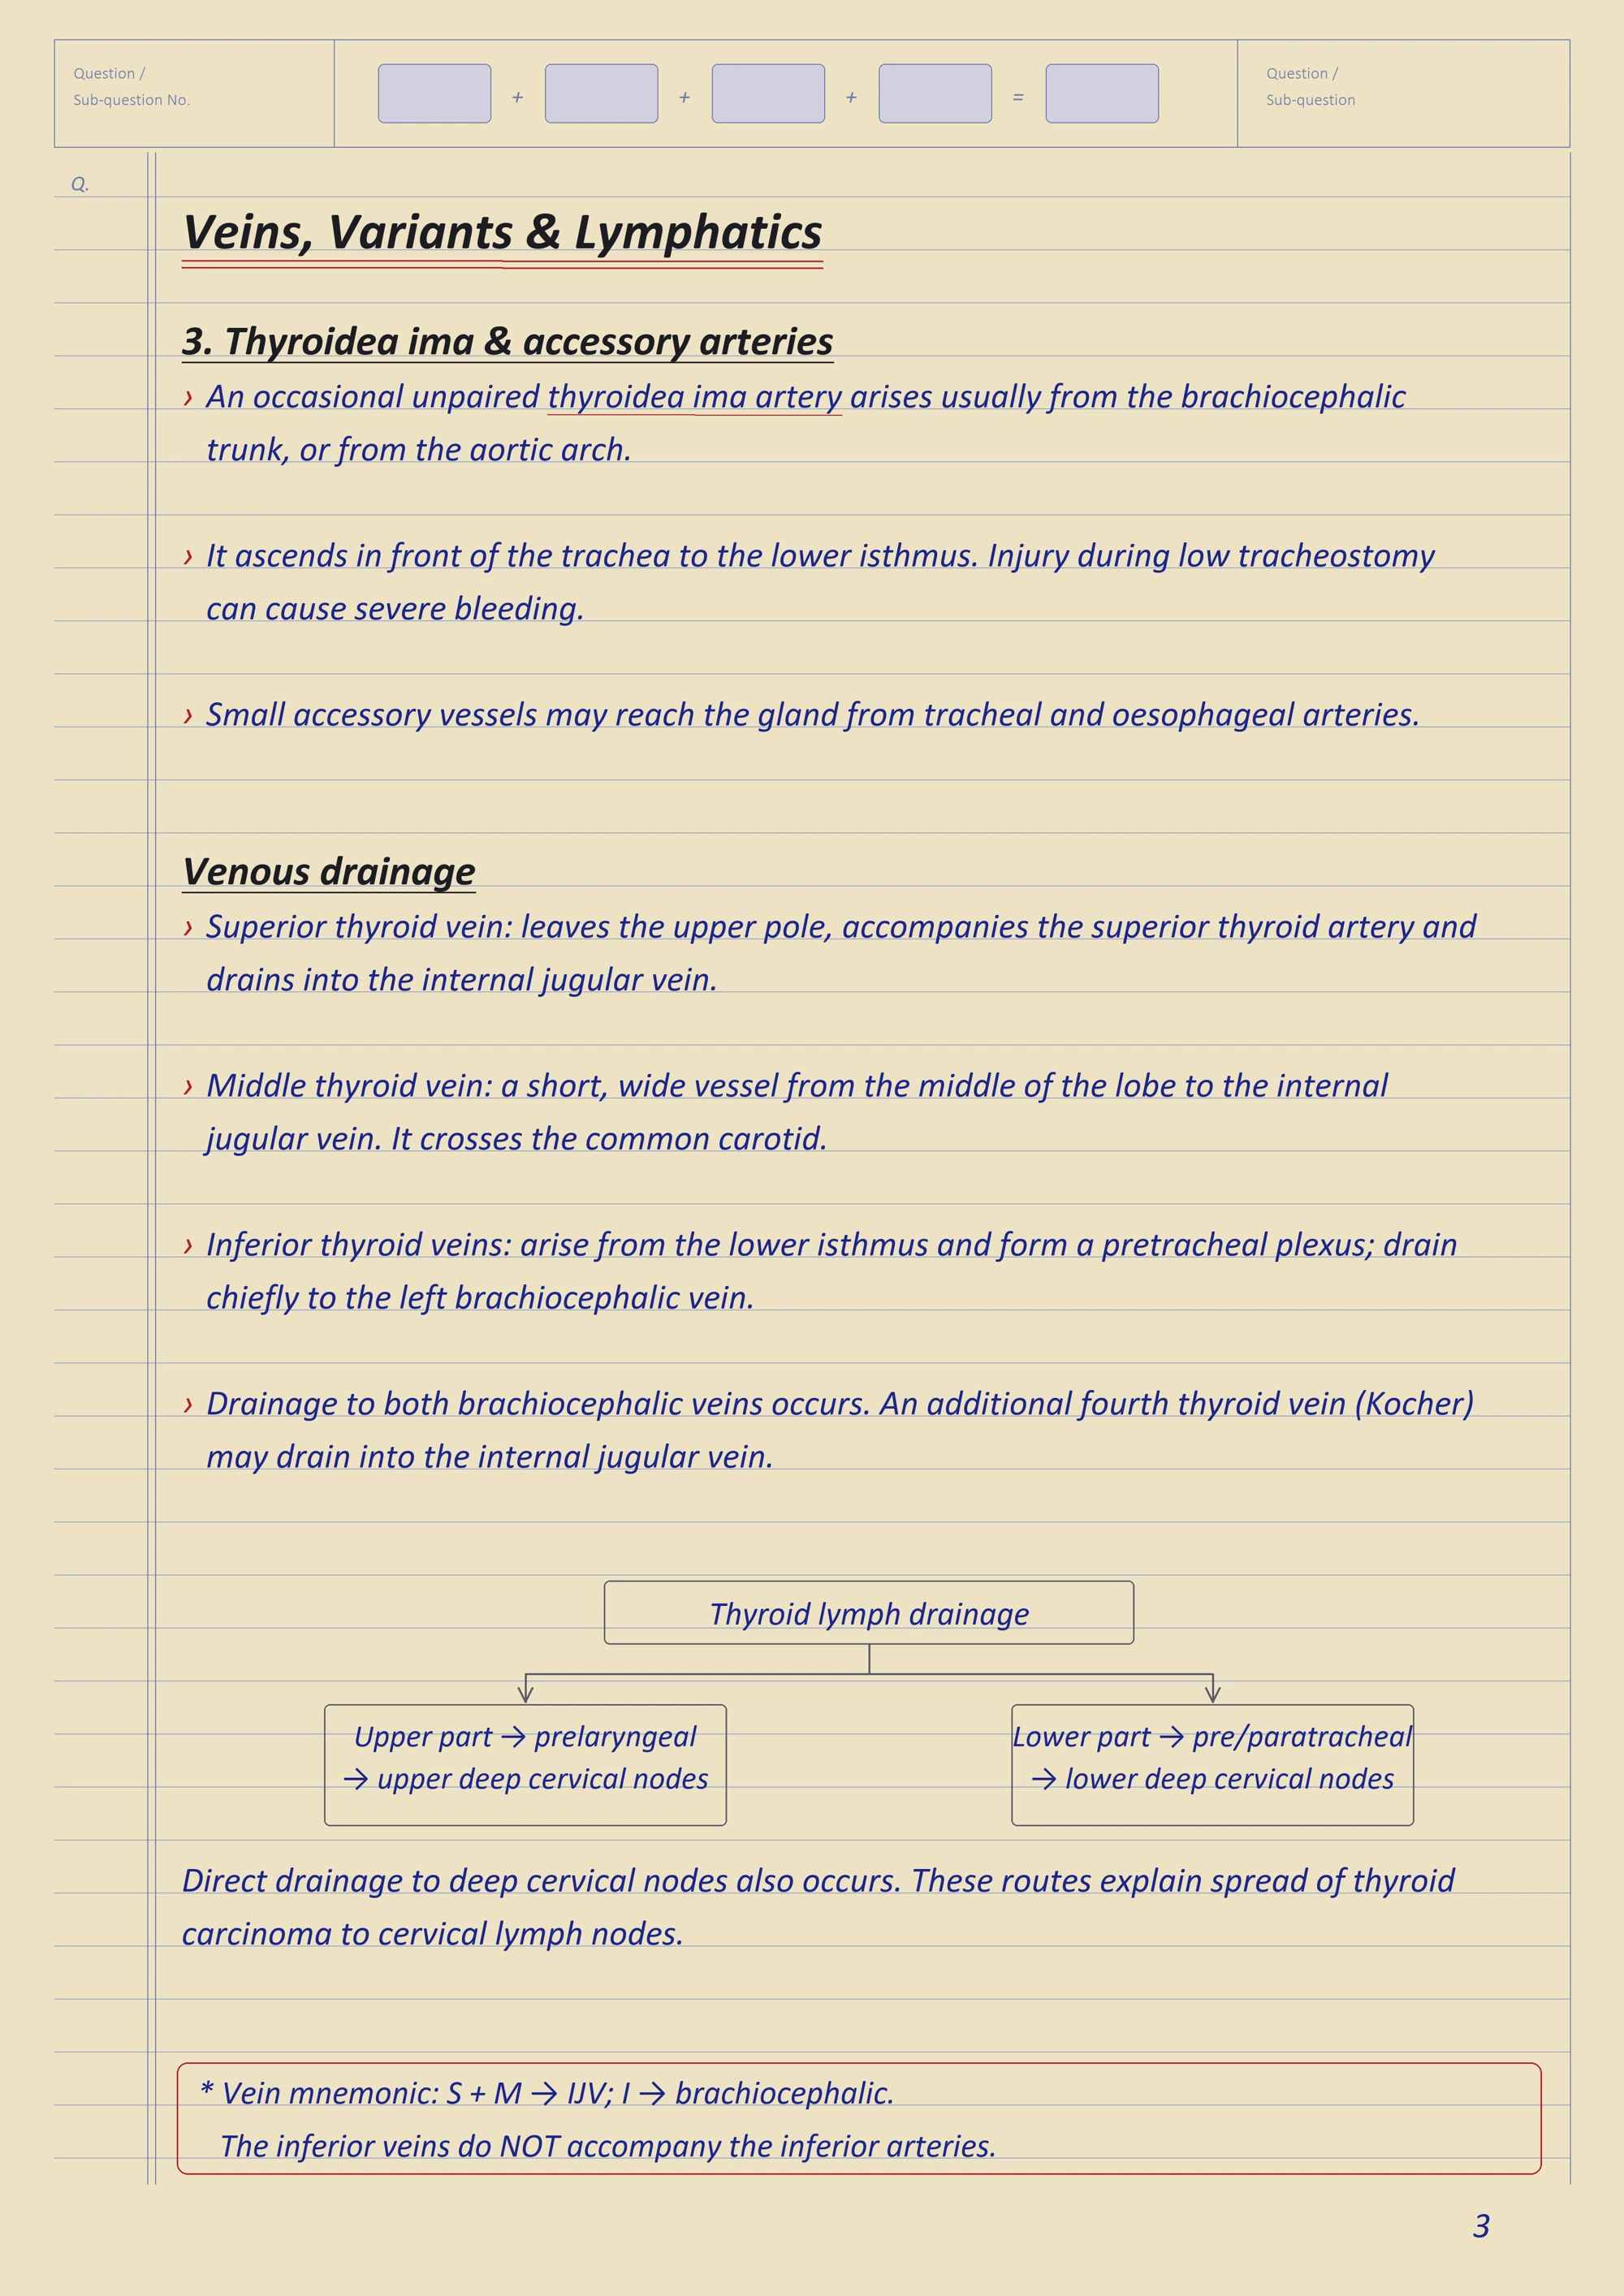 Question /
Sub-question No.
+ + + =
Question /
Sub-question
Q.
Veins, Variants & Lymphatics
3. Thyroidea ima & accessory arteries
› An occasional unpaired thyroidea ima artery arises usually from the brachiocephalic
trunk, or from the aortic arch.
› It ascends in front of the trachea to the lower isthmus. Injury during low tracheostomy
can cause severe bleeding.
› Small accessory vessels may reach the gland from tracheal and oesophageal arteries.
Venous drainage
› Superior thyroid vein: leaves the upper pole, accompanies the superior thyroid artery and
drains into the internal jugular vein.
› Middle thyroid vein: a short, wide vessel from the middle of the lobe to the internal
jugular vein. It crosses the common carotid.
› Inferior thyroid veins: arise from the lower isthmus and form a pretracheal plexus; drain
chiefly to the left brachiocephalic vein.
› Drainage to both brachiocephalic veins occurs. An additional fourth thyroid vein (Kocher)
may drain into the internal jugular vein.
Thyroid lymph drainage
Upper part → prelaryngeal
→ upper deep cervical nodes
Lower part → pre/paratracheal
→ lower deep cervical nodes
Direct drainage to deep cervical nodes also occurs. These routes explain spread of thyroid
carcinoma to cervical lymph nodes.
* Vein mnemonic: S + M → IJV; I → brachiocephalic.
The inferior veins do NOT accompany the inferior arteries.
3